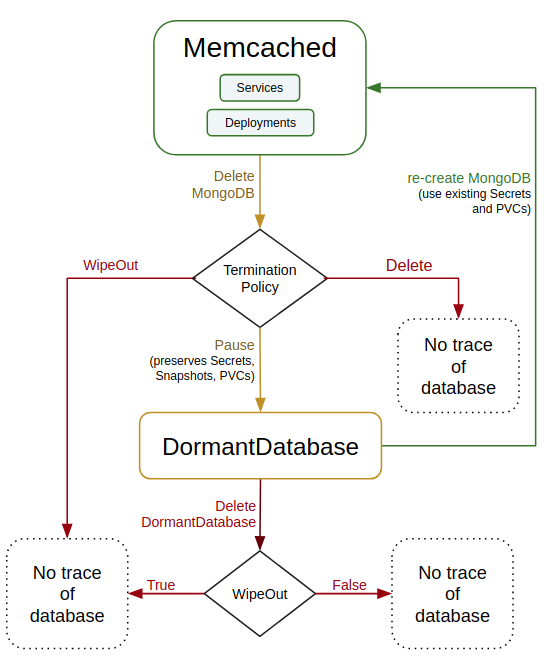 Memcached
Services
Deployments
Delete
MongoDB
re-create MongoDB
(use existing Secrets
and PVCs)
WipeOut
Termination
Policy
Delete
No trace
of
database
Pause
(preserves Secrets,
Snapshots, PVCs)
DormantDatabase
Delete
DormantDatabase
No trace
of
database
True
WipeOut
False
No trace
of
database